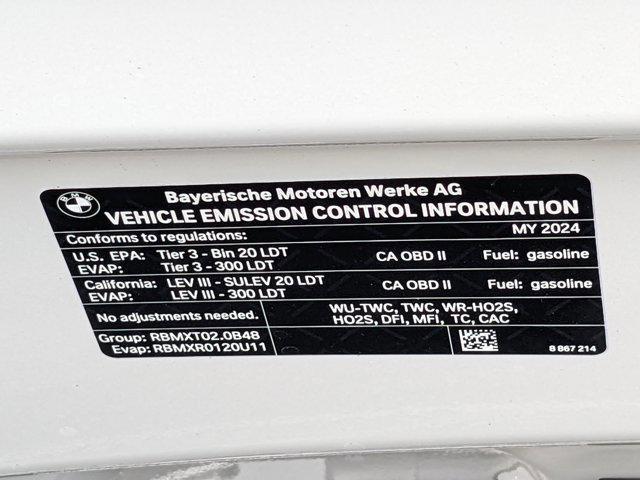 BMW
Bayerische Motoren Werke AG
VEHICLE EMISSION CONTROL INFORMATION
Conforms to regulations: MY 2024
U.S. EPA: Tier 3 - Bin 20 LDT CA OBD II Fuel: gasoline
EVAP: Tier 3 - 300 LDT
California: LEV III - SULEV 20 LDT CA OBD II Fuel: gasoline
EVAP: LEV III - 300 LDT
No adjustments needed. WU-TWC, TWC, WR-HO2S,
HO2S, DFI, MFI, TC, CAC
Group: RBMXT02.0B48
Evap: RBMXR0120U11 8 867 214